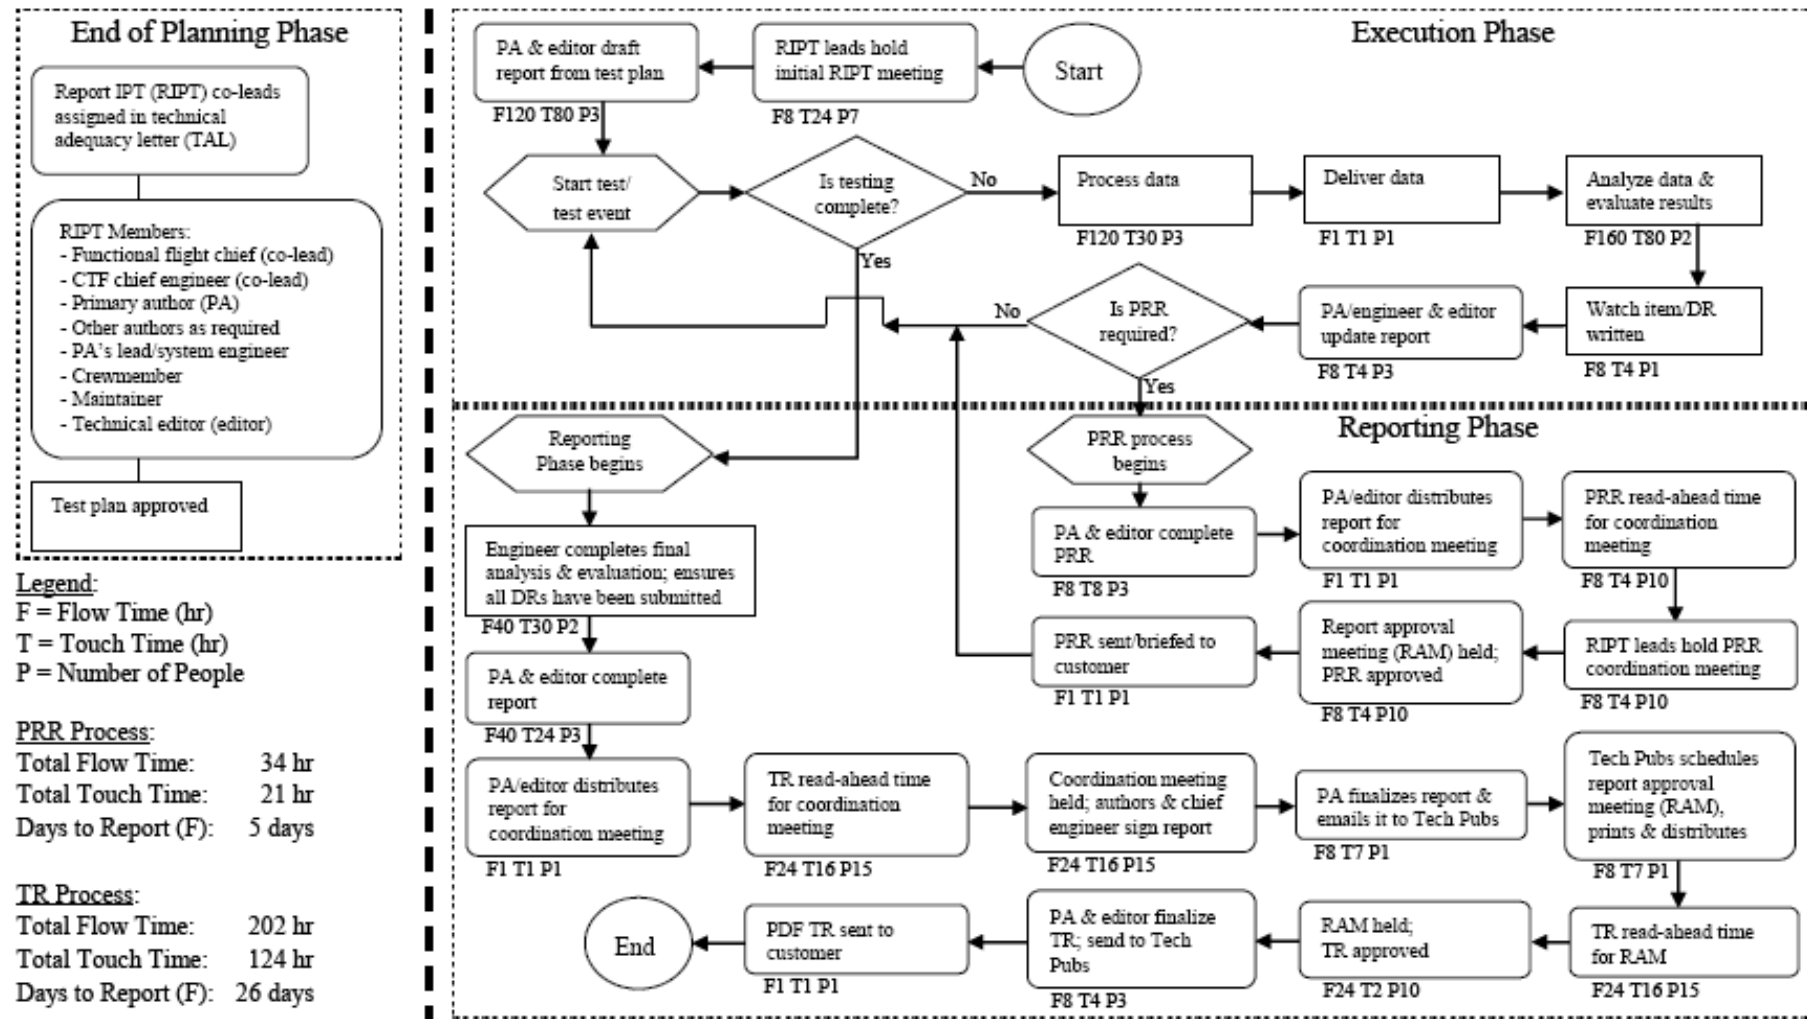 End of Planning Phase
Report IPT (RIPT) co-leads
assigned in technical
adequacy letter (TAL)
RIPT Members:
- Functional flight chief (co-lead)
- CTF chief engineer (co-lead)
- Primary author (PA)
- Other authors as required
- PA's lead/system engineer
- Crewmember
- Maintainer
- Technical editor (editor)
Test plan approved
Legend:
F = Flow Time (hr)
T = Touch Time (hr)
P = Number of People
PRR Process:
Total Flow Time: 34 hr
Total Touch Time: 21 hr
Days to Report (F): 5 days
TR Process:
Total Flow Time: 202 hr
Total Touch Time: 124 hr
Days to Report (F): 26 days
Execution Phase
Start
RIPT leads hold
initial RIPT meeting
F8 T24 P7
PA & editor draft
report from test plan
F120 T80 P3
Start test/
test event
Is testing
complete?
No
Yes
Process data
F120 T30 P3
Deliver data
F1 T1 P1
Analyze data &
evaluate results
F160 T80 P2
Watch item/DR
written
F8 T4 P1
PA/engineer & editor
update report
F8 T4 P3
Is PRR
required?
No
Yes
Reporting Phase
PRR process
begins
PA & editor complete
PRR
F8 T8 P3
PA/editor distributes
report for
coordination meeting
F1 T1 P1
PRR read-ahead time
for coordination
meeting
F8 T4 P10
RIPT leads hold PRR
coordination meeting
F8 T4 P10
Report approval
meeting (RAM) held;
PRR approved
F8 T4 P10
PRR sent/briefed to
customer
F1 T1 P1
Reporting
Phase begins
Engineer completes final
analysis & evaluation; ensures
all DRs have been submitted
F40 T30 P2
PA & editor complete
report
F40 T24 P3
PA/editor distributes
report for
coordination meeting
F1 T1 P1
TR read-ahead time
for coordination
meeting
F24 T16 P15
Coordination meeting
held; authors & chief
engineer sign report
F24 T16 P15
PA finalizes report &
emails it to Tech Pubs
F8 T7 P1
Tech Pubs schedules
report approval
meeting (RAM),
prints & distributes
F8 T7 P1
TR read-ahead time
for RAM
F24 T16 P15
RAM held;
TR approved
F24 T2 P10
PA & editor finalize
TR; send to Tech
Pubs
F8 T4 P3
PDF TR sent to
customer
F1 T1 P1
End